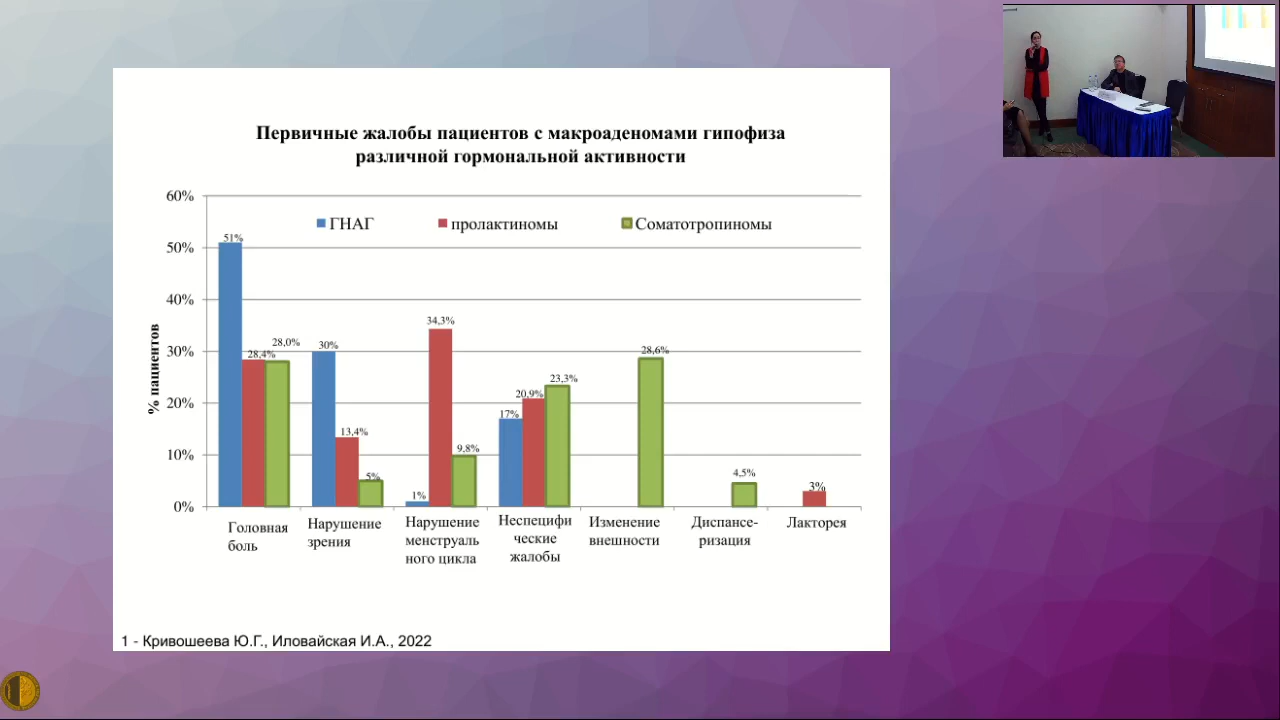 Первичные жалобы пациентов с макроаденомами гипофиза
различной гормональной активности
60%
50%
40%
30%
20%
10%
0%
% пациентов
ГНАГ
пролактиномы
Соматотропиномы
51%
28,4%
28,0%
30%
13,4%
5%
1%
34,3%
9,8%
17%
20,9%
23,3%
28,6%
4,5%
3%
Головная
боль
Нарушение
зрения
Нарушение
менструаль
ного цикла
Неспецифи
ческие
жалобы
Изменение
внешности
Диспансе-
ризация
Лакторея
1 - Кривошеева Ю.Г., Иловайская И.А., 2022